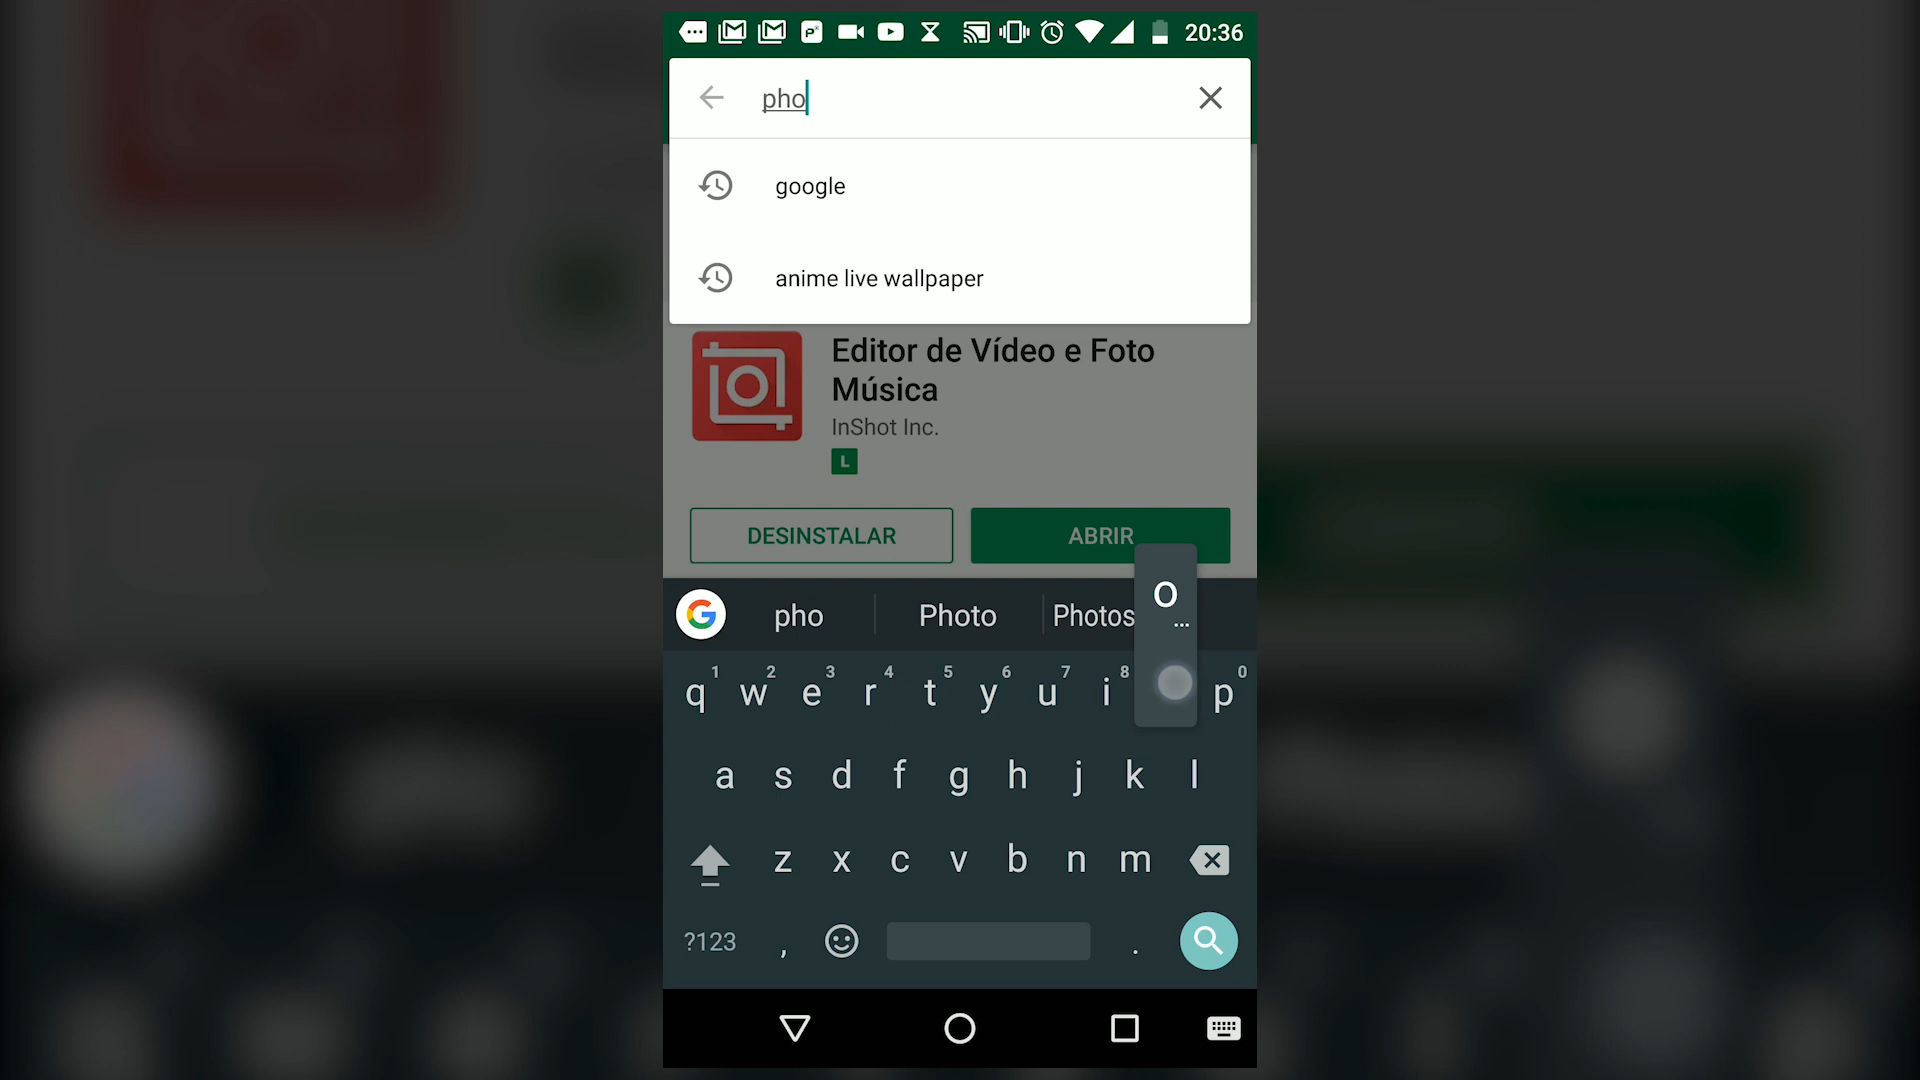 20:36
pho
google
anime live wallpaper
Editor de Vídeo e Foto
Música
InShot Inc.
L
DESINSTALAR ABRIR
pho Photo Photos
o
...
1 2 3 4 5 6 7 8 0
q w e r t y u i p
a s d f g h j k l
z x c v b n m
?123 , .